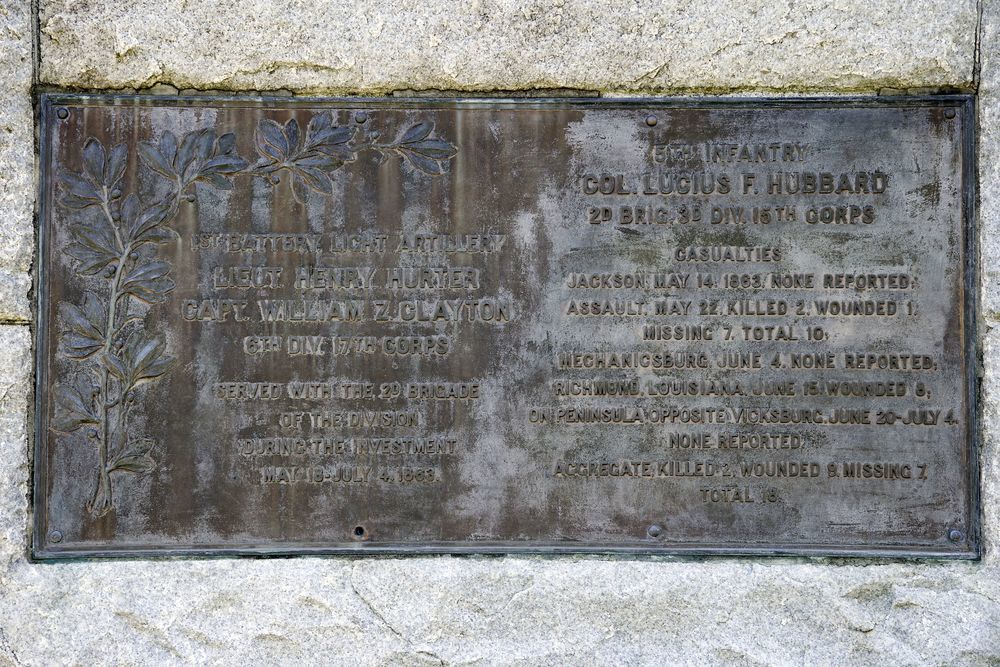 1ST BATTERY, LIGHT ARTILLERY
LIEUT. HENRY HURTER
CAPT. WILLIAM Z. CLAYTON
6TH DIV. 17TH CORPS
SERVED WITH THE 2D BRIGADE
OF THE DIVISION
DURING THE INVESTMENT
MAY 18-JULY 4, 1863.
5TH INFANTRY
COL. LUCIUS F. HUBBARD
2D BRIG. 3D DIV. 15TH CORPS
CASUALTIES
JACKSON, MAY 14, 1863, NONE REPORTED;
ASSAULT, MAY 22, KILLED 2, WOUNDED 1,
MISSING 7, TOTAL 10;
MECHANICSBURG, JUNE 4, NONE REPORTED;
RICHMOND, LOUISIANA, JUNE 15, WOUNDED 8;
ON PENINSULA OPPOSITE VICKSBURG, JUNE 20-JULY 4,
NONE REPORTED;
AGGREGATE, KILLED 2, WOUNDED 9, MISSING 7,
TOTAL 18.